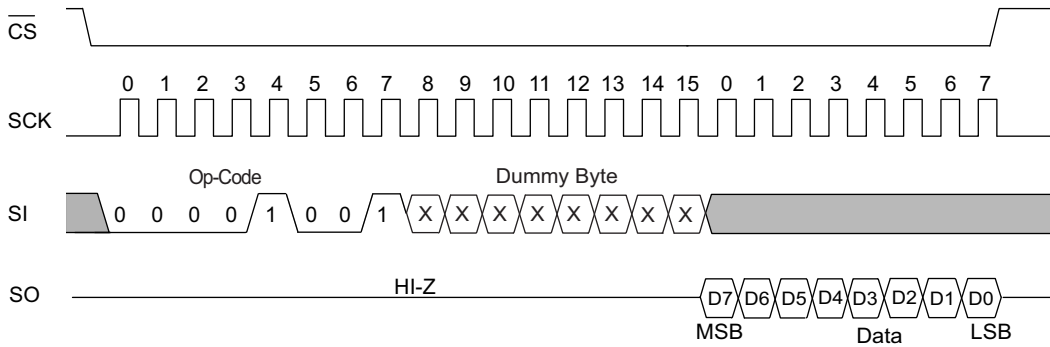 CS
0 1 2 3 4 5 6 7 8 9 10 11 12 13 14 15 0 1 2 3 4 5 6 7
SCK
Op-Code Dummy Byte
SI 0 0 0 0 1 0 0 1 X X X X X X X X
HI-Z
SO D7 D6 D5 D4 D3 D2 D1 D0
MSB Data LSB